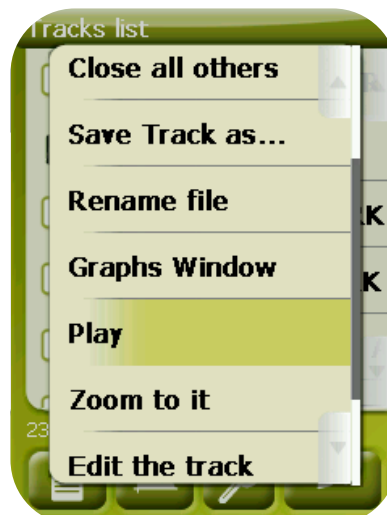 Tracks list
Close all others
Save Track as...
Rename file
K
Graphs Window
K
Play
Zoom to it
23
Edit the track